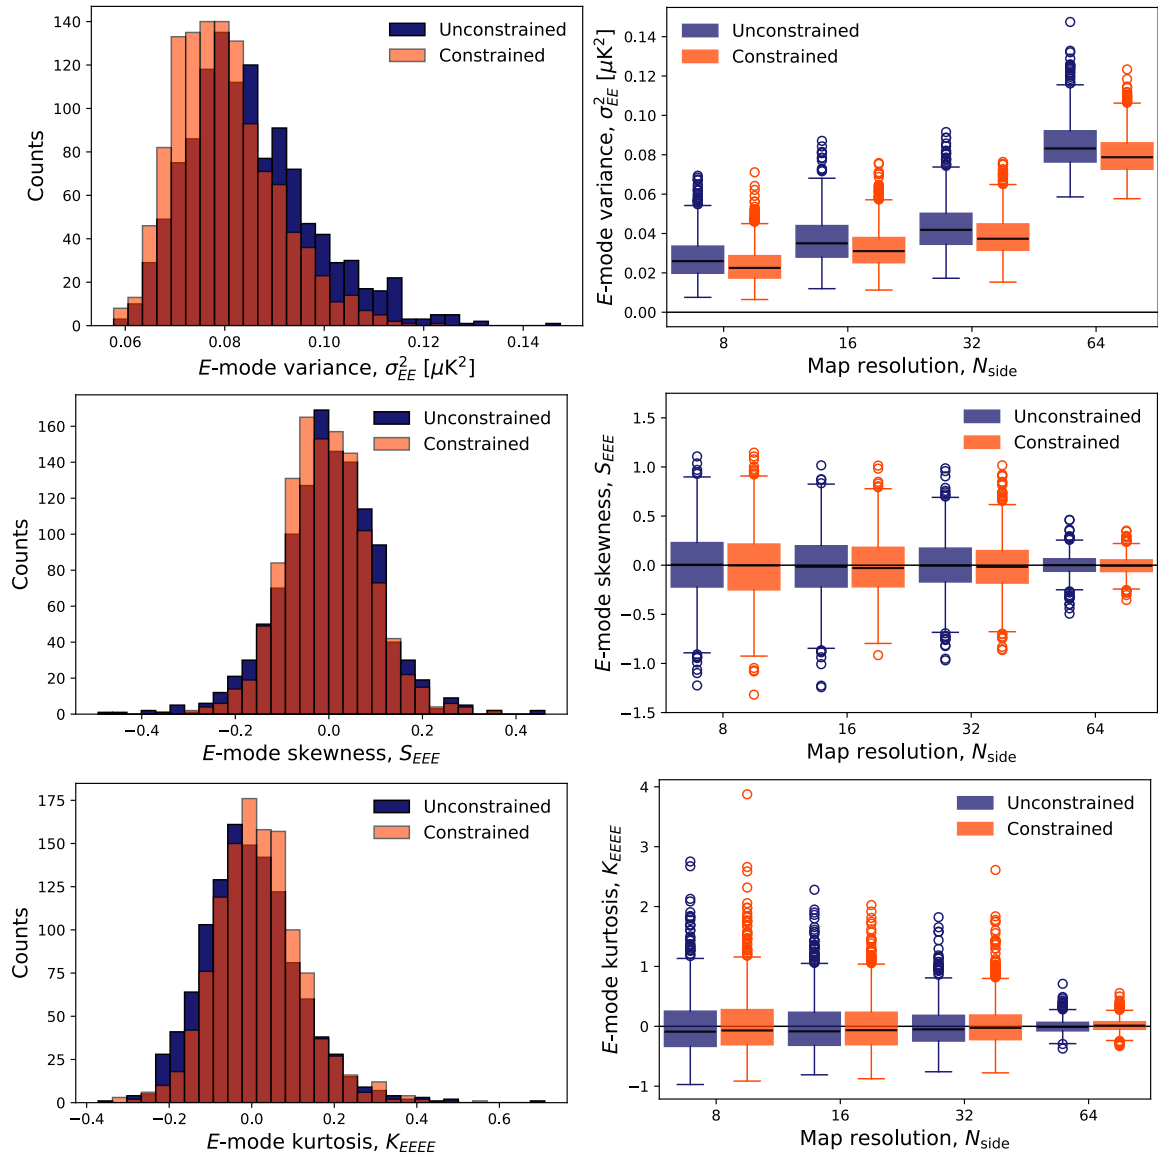 140
120
100
80
60
40
20
0
Counts
Unconstrained
Constrained
0.06 0.08 0.10 0.12 0.14
E-mode variance, σ²EE [μK²]
0.14
0.12
0.10
0.08
0.06
0.04
0.02
0.00
E-mode variance, σ²EE [μK²]
Unconstrained
Constrained
8 16 32 64
Map resolution, Nside
160
140
120
100
80
60
40
20
0
Counts
Unconstrained
Constrained
−0.4 −0.2 0.0 0.2 0.4
E-mode skewness, SEEE
1.5
1.0
0.5
0.0
−0.5
−1.0
−1.5
E-mode skewness, SEEE
Unconstrained
Constrained
8 16 32 64
Map resolution, Nside
175
150
125
100
75
50
25
0
Counts
Unconstrained
Constrained
−0.4 −0.2 0.0 0.2 0.4 0.6
E-mode kurtosis, KEEEE
4
3
2
1
0
−1
E-mode kurtosis, KEEEE
Unconstrained
Constrained
8 16 32 64
Map resolution, Nside